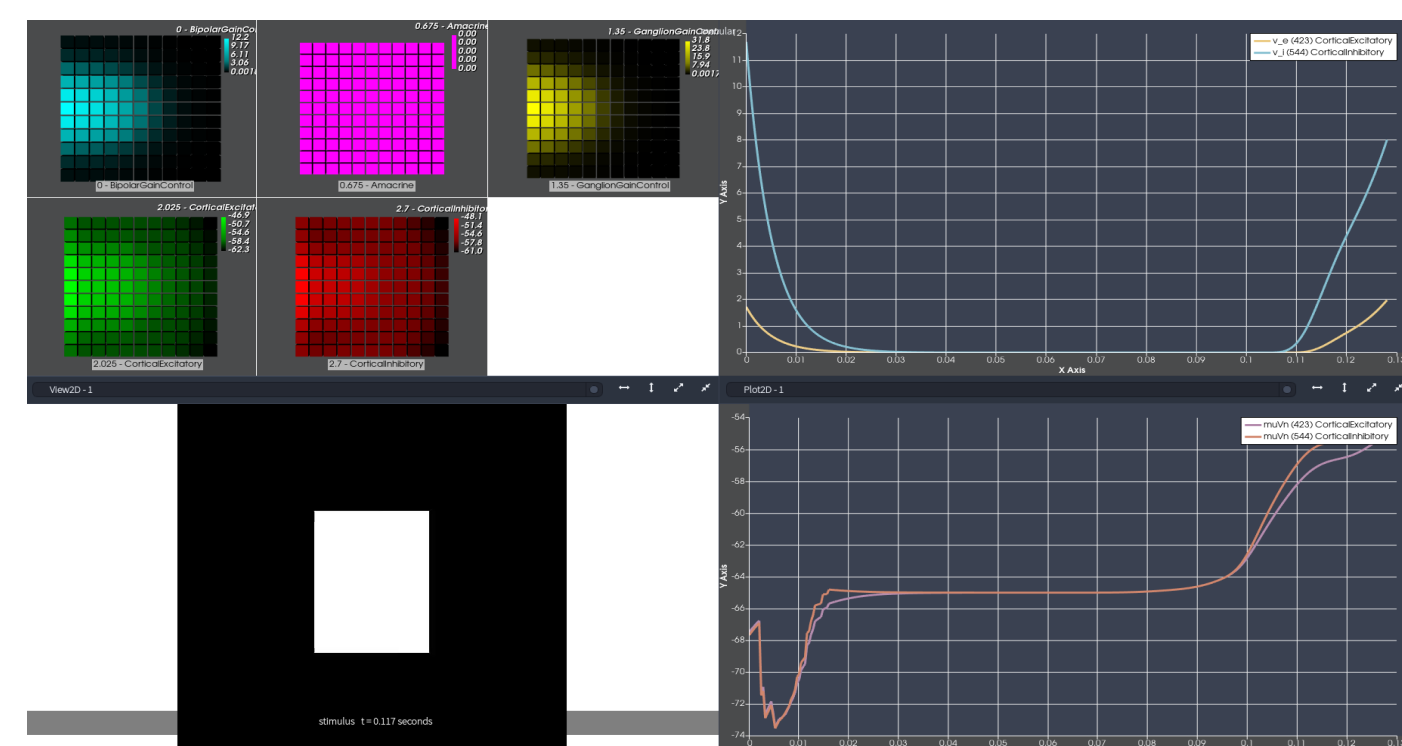 0 - BipolarGainCo
12.2
9.17
6.11
3.06
0 - BipolarGainControl
0.675 - Amacrine
0.00
0.00
0.00
0.00
0.00
0.675 - Amacrine
1.35 - GanglionGain
31.8
23.8
15.9
7.94
0.0017
1.35 - GanglionGainControl
2.025 - CorticalExcitat
-46.9
-50.7
-54.6
-58.4
-62.3
2.025 - CorticalExcitatory
2.7 - CorticalInhibitor
-48.1
-51.4
-54.6
-57.8
-61.0
2.7 - CorticalInhibitory
v_e (423) CorticalExcitatory
v_i (544) CorticalInhibitory
12
11
10
9
8
7
6
5
4
3
2
1
0
Y Axis
0 0.01 0.02 0.03 0.04 0.05 0.06 0.07 0.08 0.09 0.1 0.11 0.12 0.13
X Axis
View2D - 1
Plot2D - 1
stimulus t = 0.117 seconds
muVn (423) CorticalExcitatory
muVn (544) CorticalInhibitory
-54
-56
-58
-60
-62
-64
-66
-68
-70
-72
-74
Y Axis
0 0.01 0.02 0.03 0.04 0.05 0.06 0.07 0.08 0.09 0.1 0.11 0.12